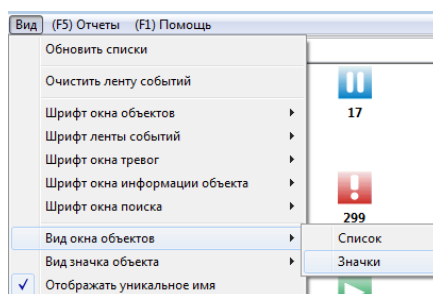 Вид (F5) Отчеты (F1) Помощь
Обновить списки
Очистить ленту событий
17
Шрифт окна объектов
Шрифт ленты событий
Шрифт окна тревог
Шрифт окна информации объекта
Шрифт окна поиска
299
Вид окна объектов
Список
Вид значка объекта
Значки
Отображать уникальное имя